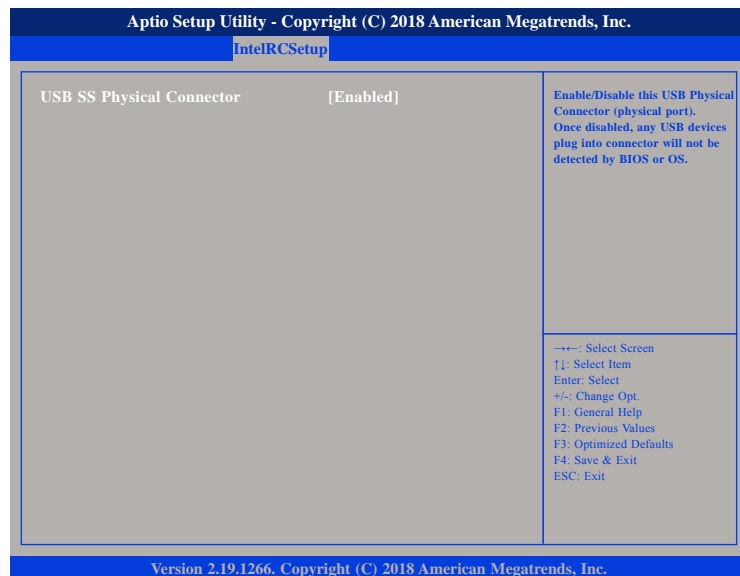 Aptio Setup Utility - Copyright (C) 2018 American Megatrends, Inc.
IntelRCSetup
USB SS Physical Connector [Enabled]
Enable/Disable this USB Physical
Connector (physical port).
Once disabled, any USB devices
plug into connector will not be
detected by BIOS or OS.
→←: Select Screen
↑↓: Select Item
Enter: Select
+/-: Change Opt.
F1: General Help
F2: Previous Values
F3: Optimized Defaults
F4: Save & Exit
ESC: Exit
Version 2.19.1266. Copyright (C) 2018 American Megatrends, Inc.